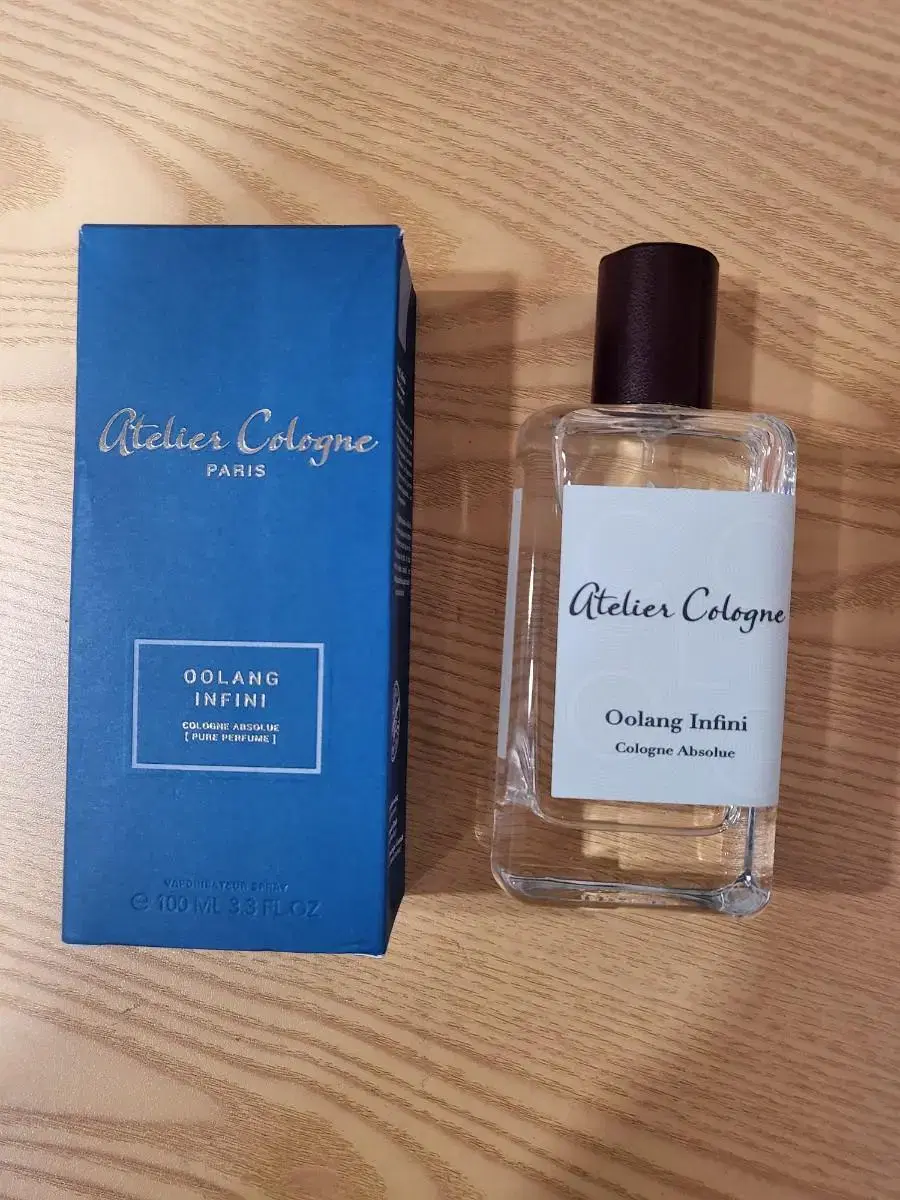 Atelier Cologne
PARIS
OOLANG
INFINI
COLOGNE ABSOLUE
[ PURE PERFUME ]
VAPORISATEUR SPRAY
e 100 ML 3.3 FL.OZ
Atelier Cologne
Oolang Infini
Cologne Absolue